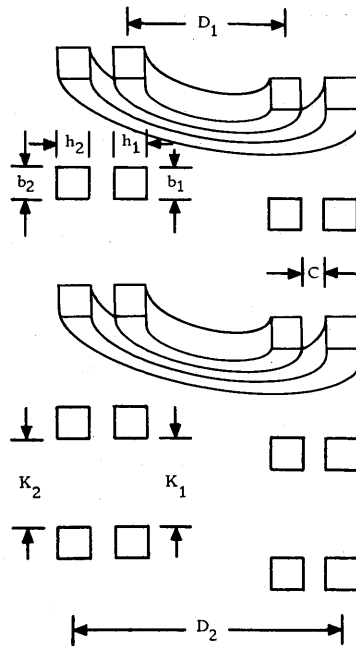 D₁
h₂ h₁
b₂ b₁
C
K₂ K₁
D₂